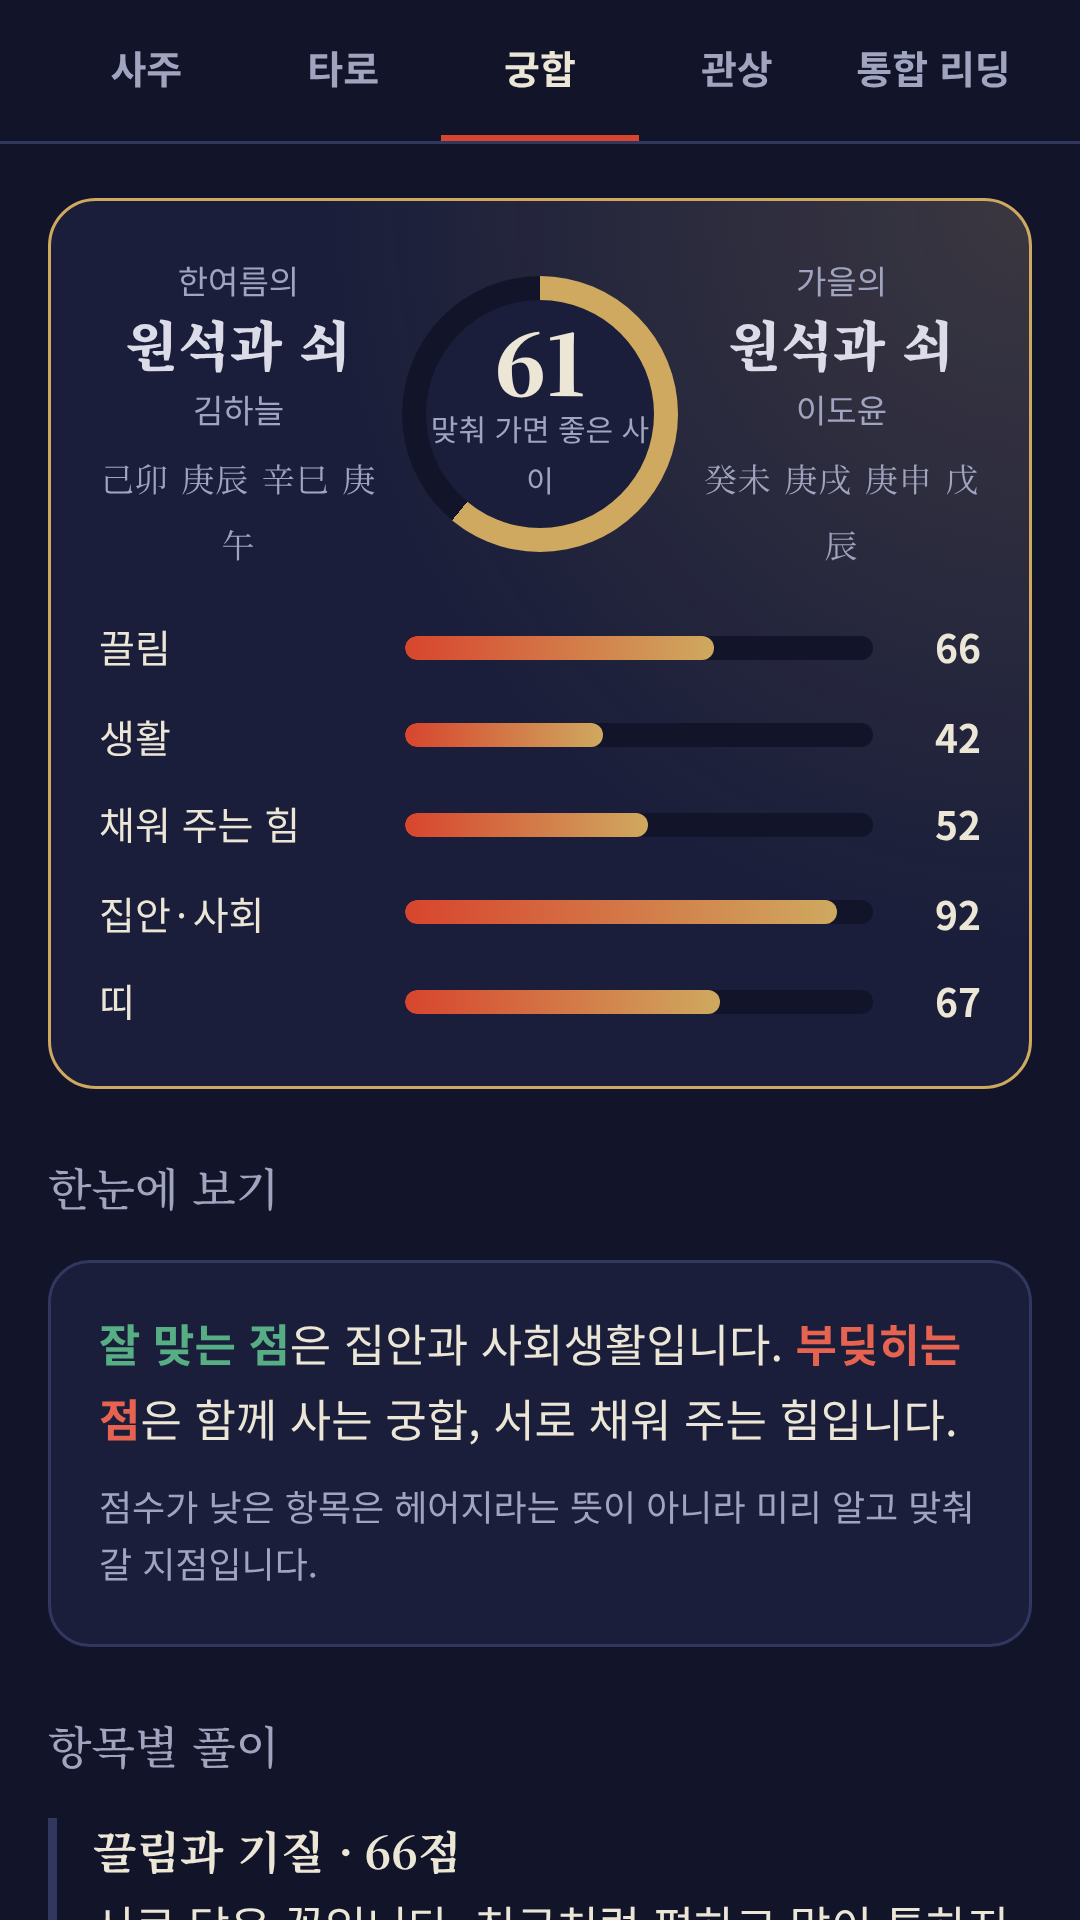 사주 타로 궁합 관상 통합 리딩
한여름의
원석과 쇠
김하늘
己卯 庚辰 辛巳 庚
午
61
맞춰 가면 좋은 사
이
가을의
원석과 쇠
이도윤
癸未 庚戌 庚申 戊
辰
끌림 66
생활 42
채워 주는 힘 52
집안·사회 92
띠 67
한눈에 보기
잘 맞는 점은 집안과 사회생활입니다. 부딪히는
점은 함께 사는 궁합, 서로 채워 주는 힘입니다.
점수가 낮은 항목은 헤어지라는 뜻이 아니라 미리 알고 맞춰
갈 지점입니다.
항목별 풀이
끌림과 기질 · 66점